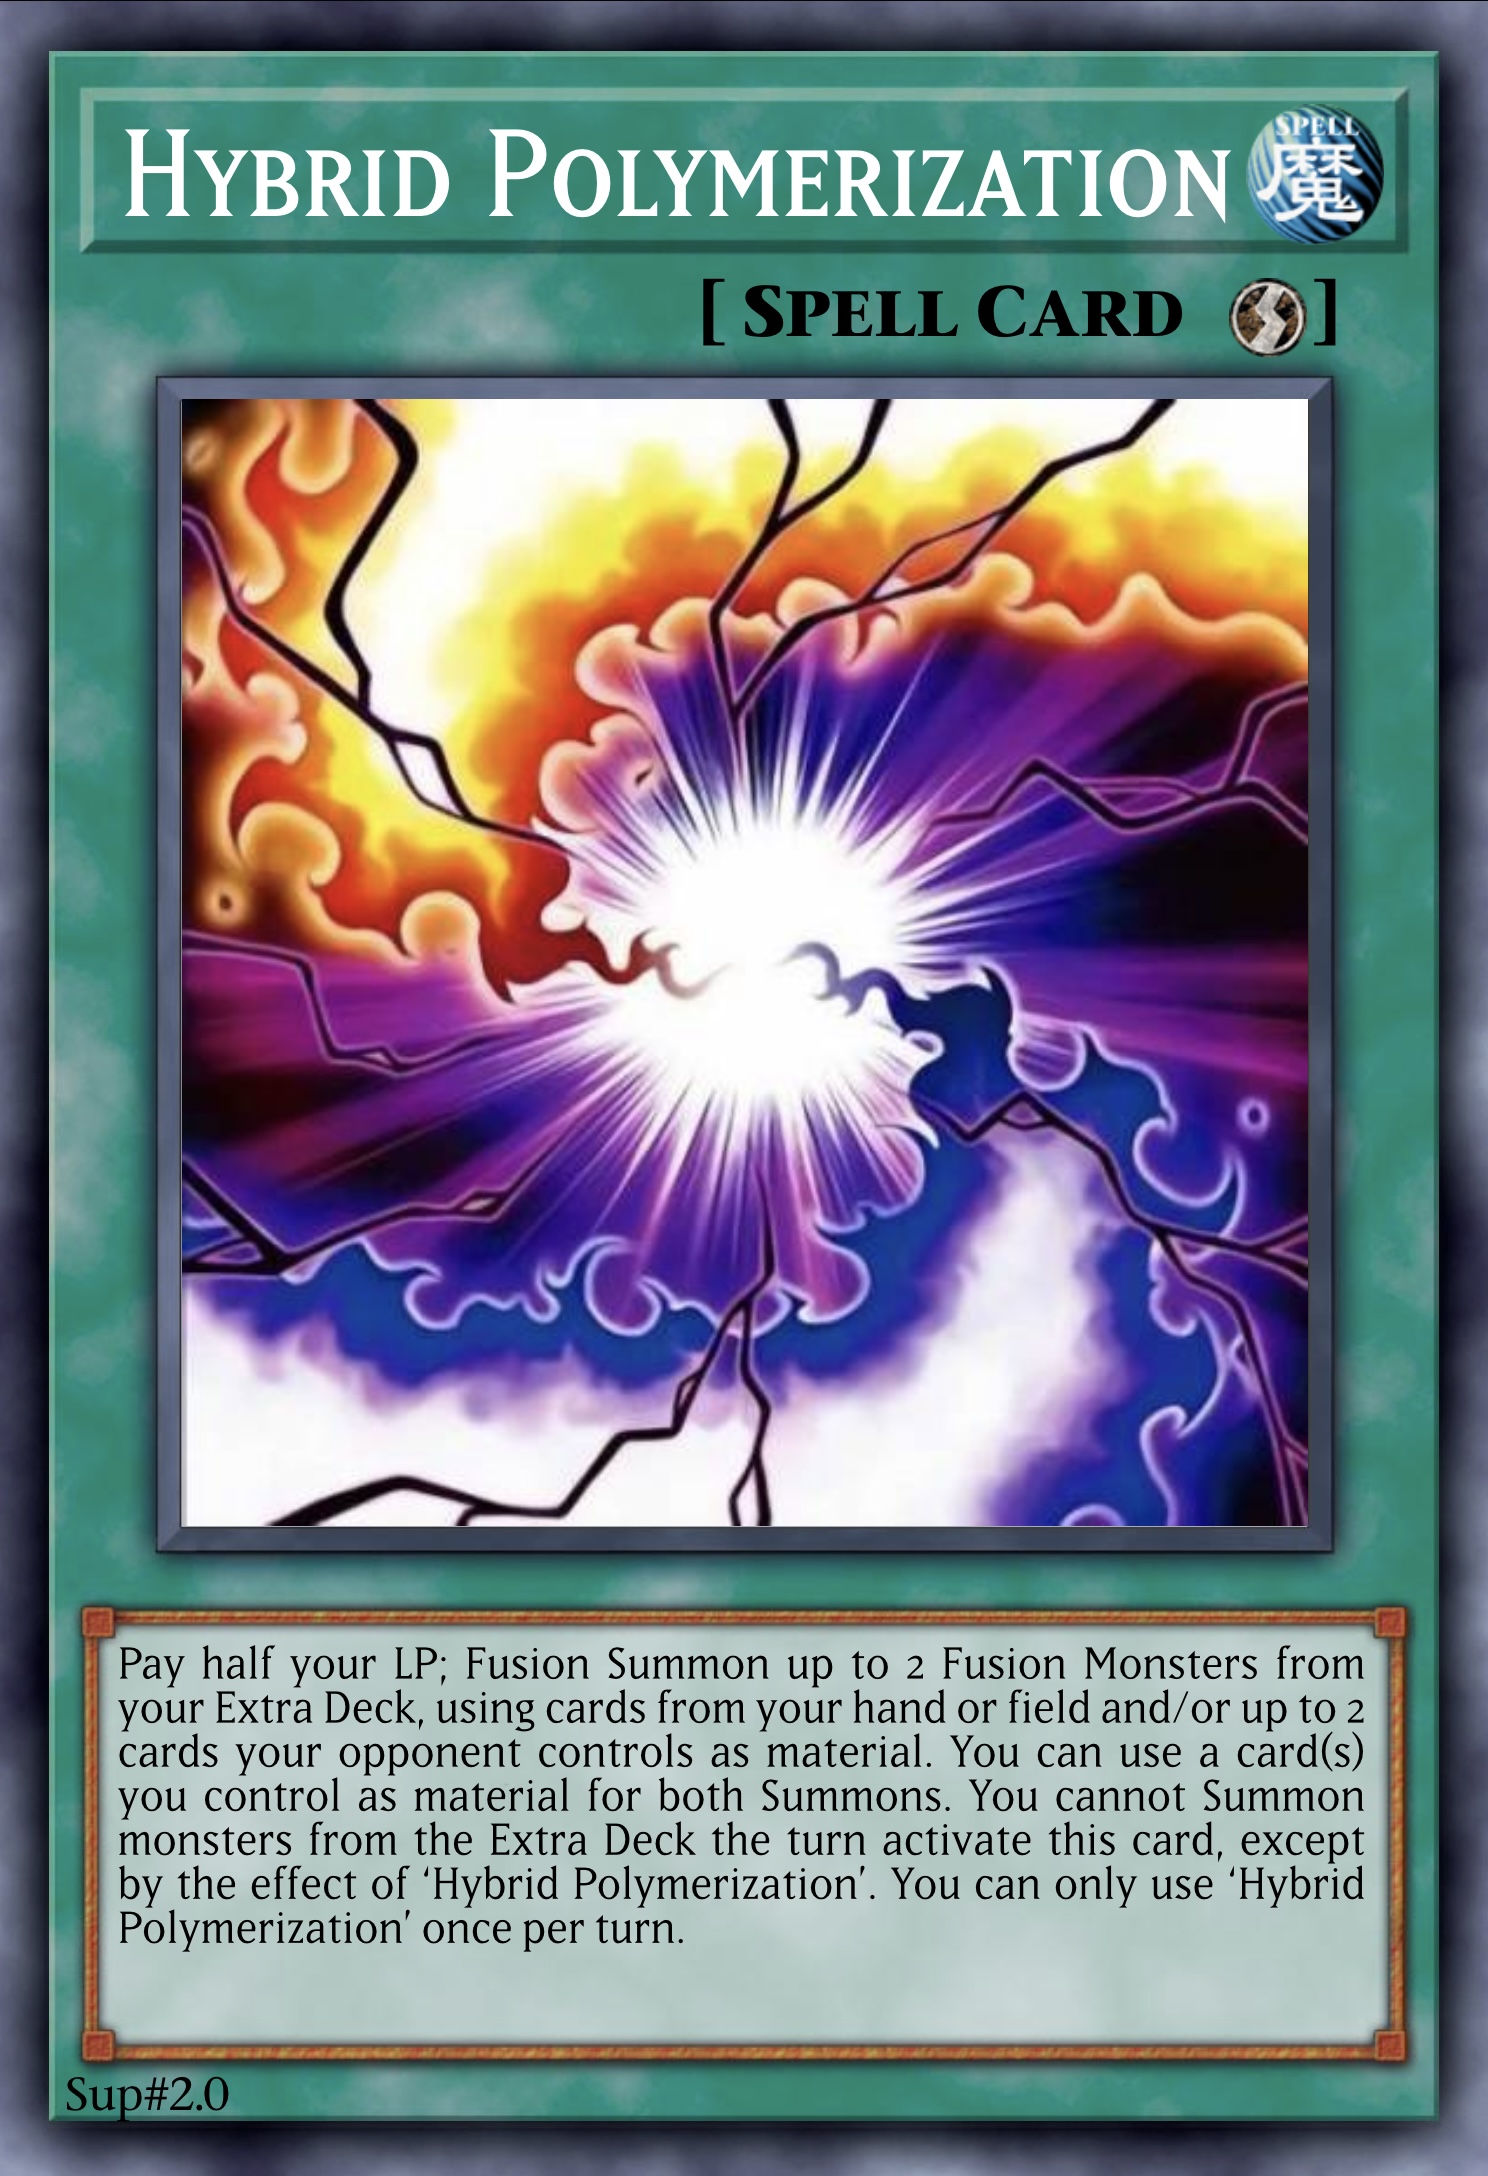 Hybrid Polymerization
SPELL
魔
[ Spell Card ]
Pay half your LP; Fusion Summon up to 2 Fusion Monsters from
your Extra Deck, using cards from your hand or field and/or up to 2
cards your opponent controls as material. You can use a card(s)
you control as material for both Summons. You cannot Summon
monsters from the Extra Deck the turn activate this card, except
by the effect of ‘Hybrid Polymerization’. You can only use ‘Hybrid
Polymerization’ once per turn.
Sup#2.0